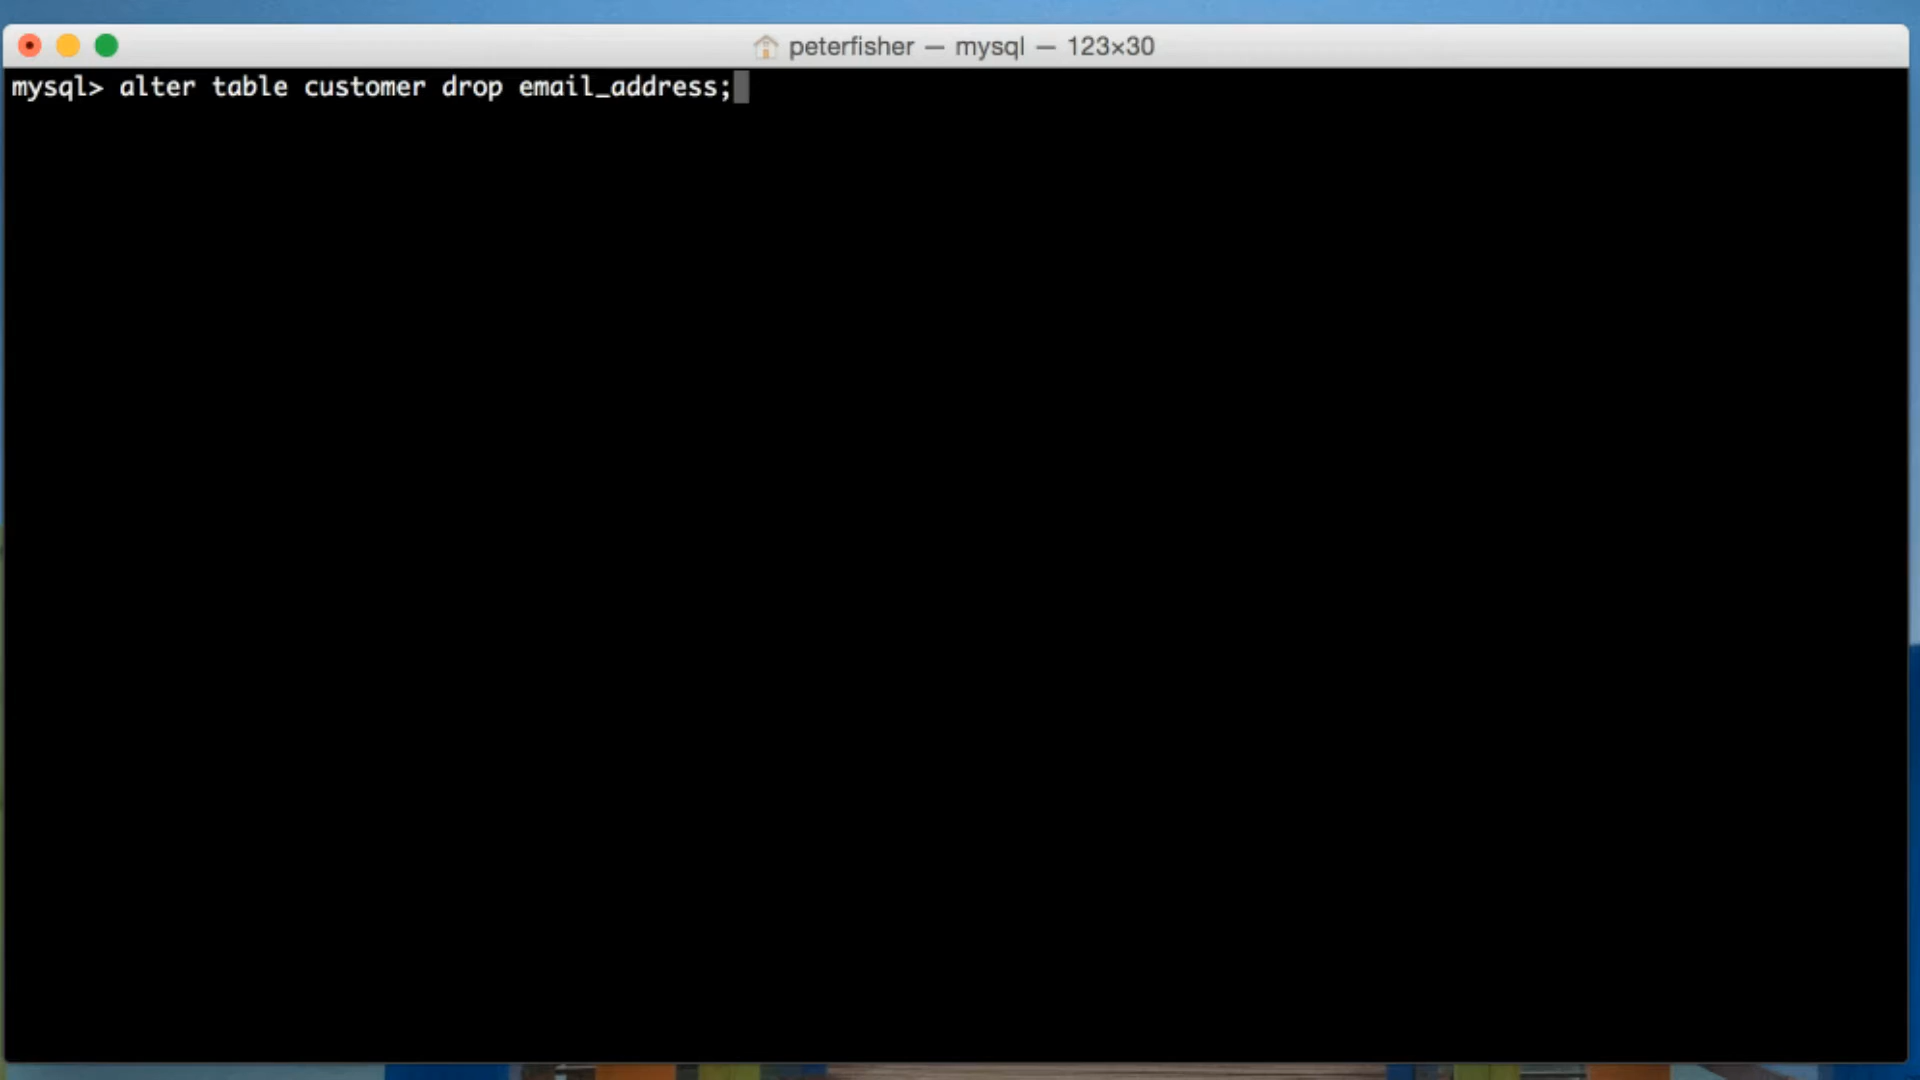 peterfisher — mysql — 123×30
mysql> alter table customer drop email_address;